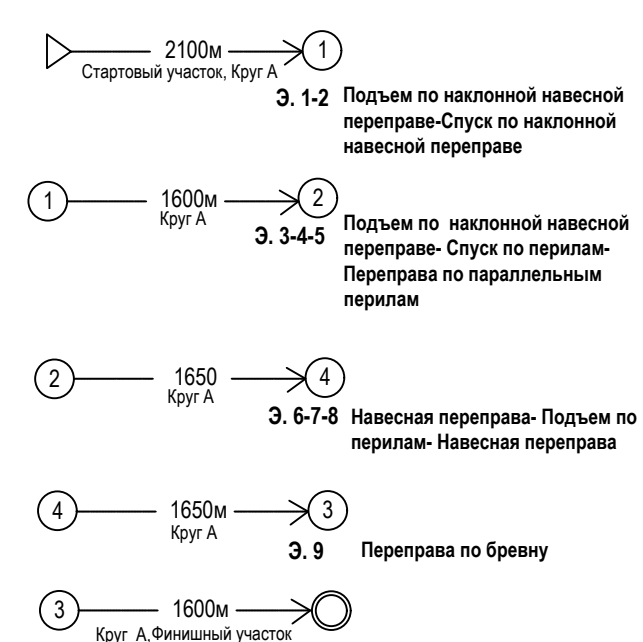 2100м
1
Стартовый участок, Круг А
Э. 1-2
Подъем по наклонной навесной
переправе-Спуск по наклонной
навесной переправе
1
1600м
2
Круг А
Э. 3-4-5
Подъем по наклонной навесной
переправе- Спуск по перилам-
Переправа по параллельным
перилам
2
1650
4
Круг А
Э. 6-7-8
Навесная переправа- Подъем по
перилам- Навесная переправа
4
1650м
3
Круг А
Э. 9
Переправа по бревну
3
1600м
Круг А,Финишный участок